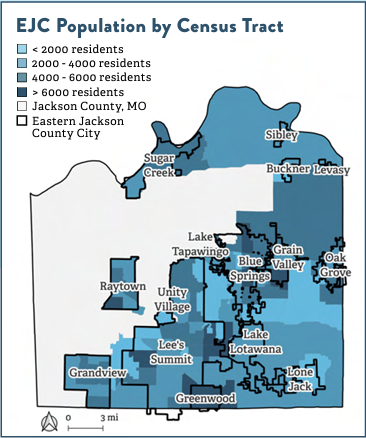 EJC Population by Census Tract
< 2000 residents
2000 - 4000 residents
4000 - 6000 residents
> 6000 residents
Jackson County, MO
Eastern Jackson
County City
Sibley
Sugar
Creek
Buckner
Levasy
Lake
Tapawingo
Grain
Valley
Blue
Springs
Oak
Grove
Raytown
Unity
Village
Lake
Lotawana
Lee's
Summit
Grandview
Lone
Jack
Greenwood
0 3 mi